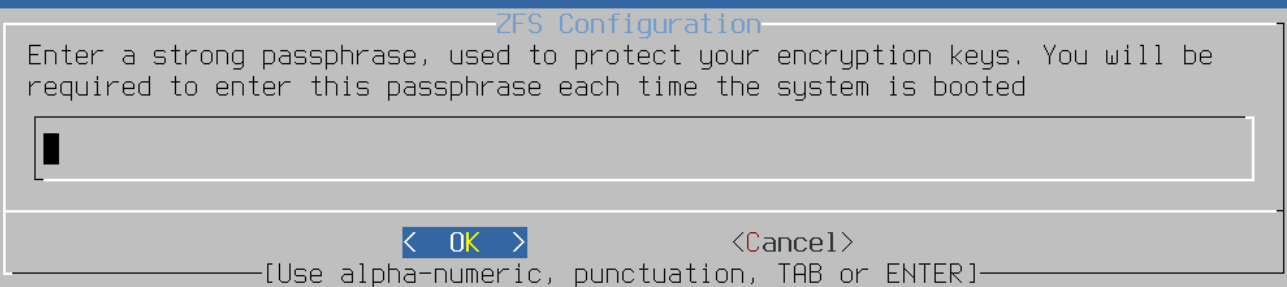 ZFS Configuration
Enter a strong passphrase, used to protect your encryption keys. You will be
required to enter this passphrase each time the system is booted
< OK > <Cancel>
[Use alpha-numeric, punctuation, TAB or ENTER]